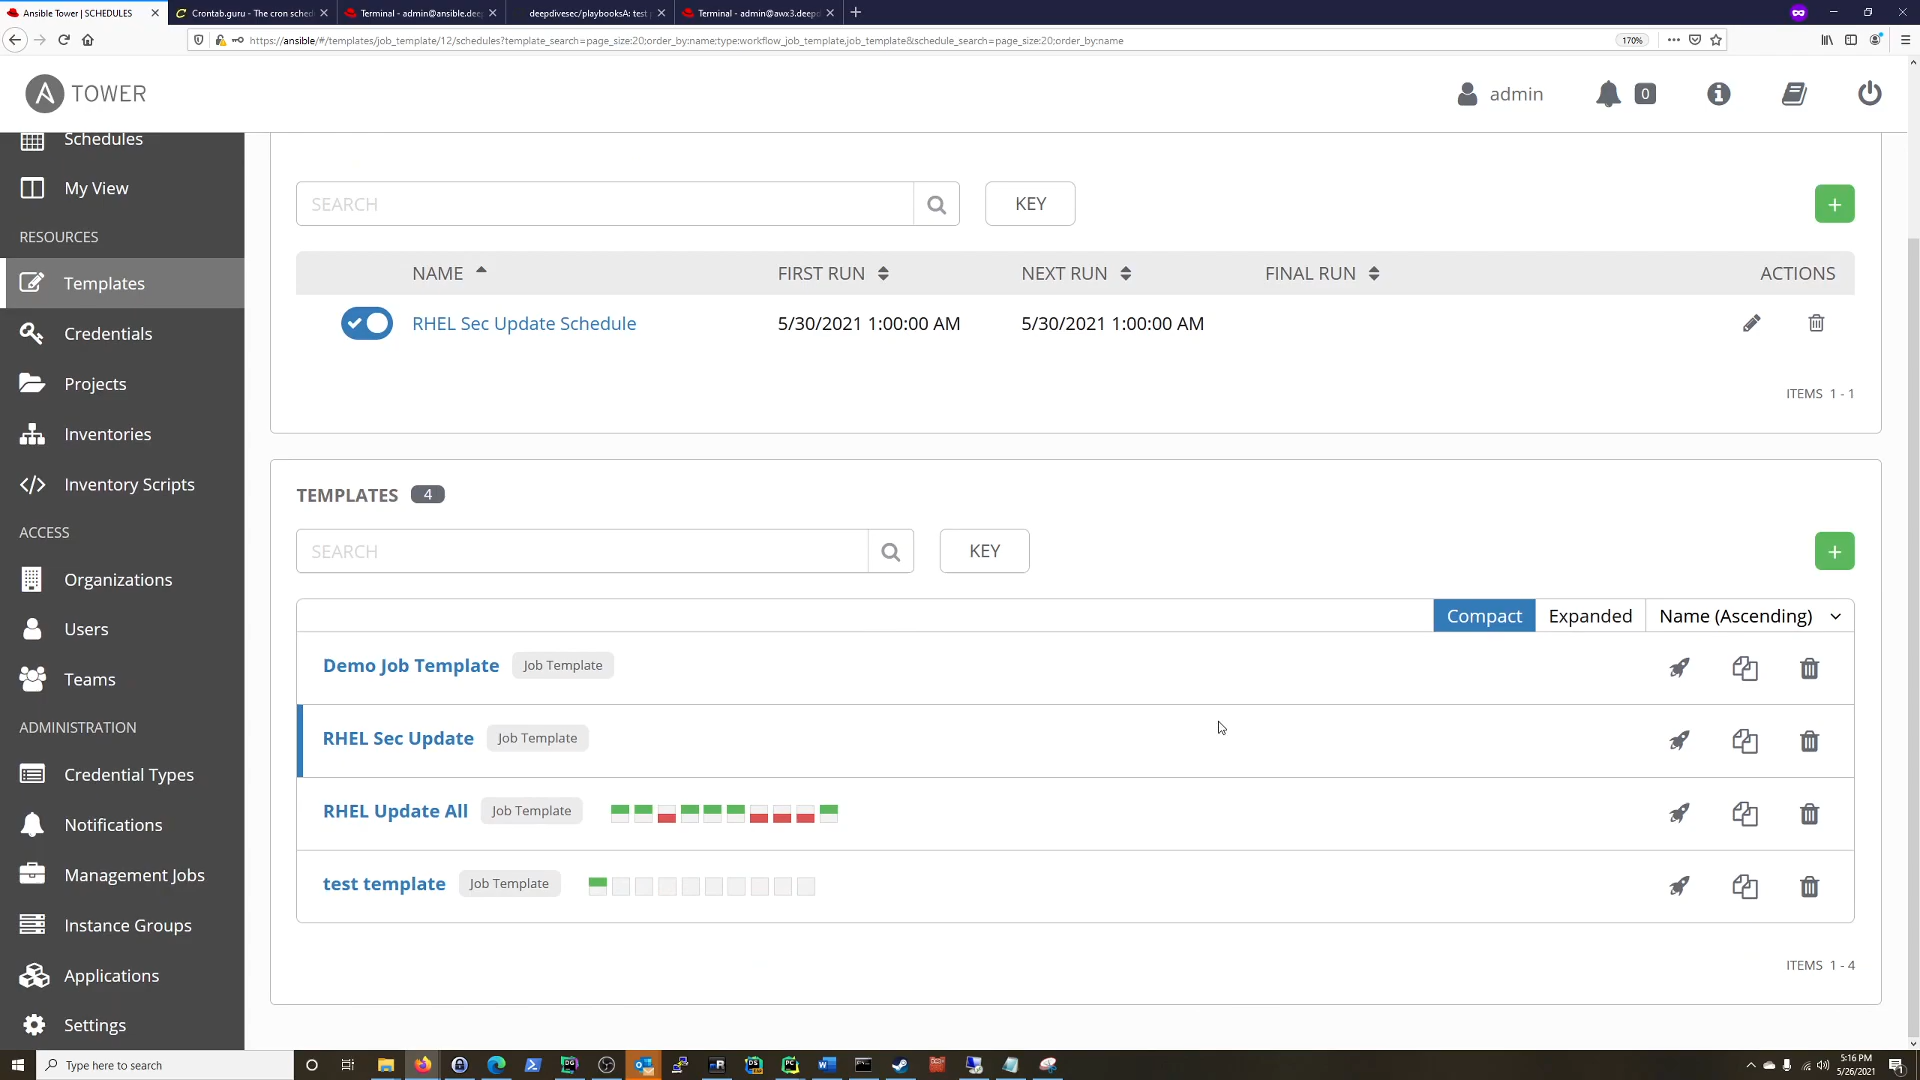 Ansible Tower | SCHEDULES
Crontab.guru - The cron sched
Terminal - admin@ansible.dee
deepdivesec/playbooksA: test
Terminal - admin@awx3.deepd
https://ansible/#/templates/job_template/12/schedules?template_search=page_size:20;order_by:name;type:workflow_job_template,job_template&schedule_search=page_size:20;order_by:name
170%
TOWER
admin
0
Schedules
My View
RESOURCES
Templates
Credentials
Projects
Inventories
Inventory Scripts
ACCESS
Organizations
Users
Teams
ADMINISTRATION
Credential Types
Notifications
Management Jobs
Instance Groups
Applications
Settings
SEARCH
KEY
NAME FIRST RUN NEXT RUN FINAL RUN ACTIONS
RHEL Sec Update Schedule 5/30/2021 1:00:00 AM 5/30/2021 1:00:00 AM
ITEMS 1 - 1
TEMPLATES 4
SEARCH
KEY
Compact Expanded Name (Ascending)
Demo Job Template Job Template
RHEL Sec Update Job Template
RHEL Update All Job Template
test template Job Template
ITEMS 1 - 4
Type here to search
5:16 PM
5/26/2021